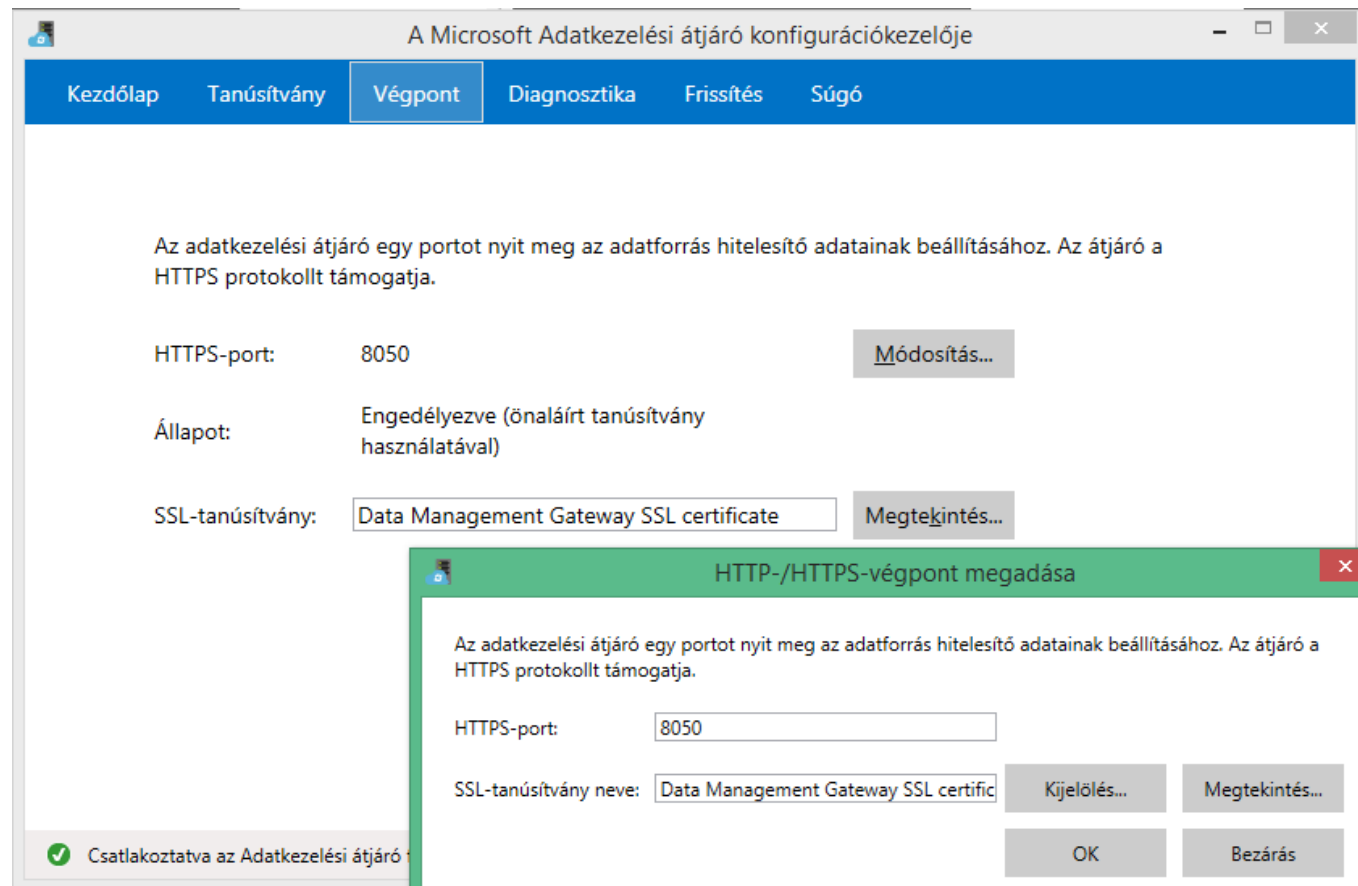 A Microsoft Adatkezelési átjáró konfigurációkezelője
Kezdőlap Tanúsítvány Végpont Diagnosztika Frissítés Súgó
Az adatkezelési átjáró egy portot nyit meg az adatforrás hitelesítő adatainak beállításához. Az átjáró a
HTTPS protokollt támogatja.
HTTPS-port: 8050 Módosítás...
Állapot: Engedélyezve (önaláírt tanúsítvány
használatával)
SSL-tanúsítvány: Data Management Gateway SSL certificate Megtekintés...
HTTP-/HTTPS-végpont megadása
Az adatkezelési átjáró egy portot nyit meg az adatforrás hitelesítő adatainak beállításához. Az átjáró a
HTTPS protokollt támogatja.
HTTPS-port: 8050
SSL-tanúsítvány neve: Data Management Gateway SSL certific Kijelölés... Megtekintés...
OK Bezárás
Csatlakoztatva az Adatkezelési átjáró